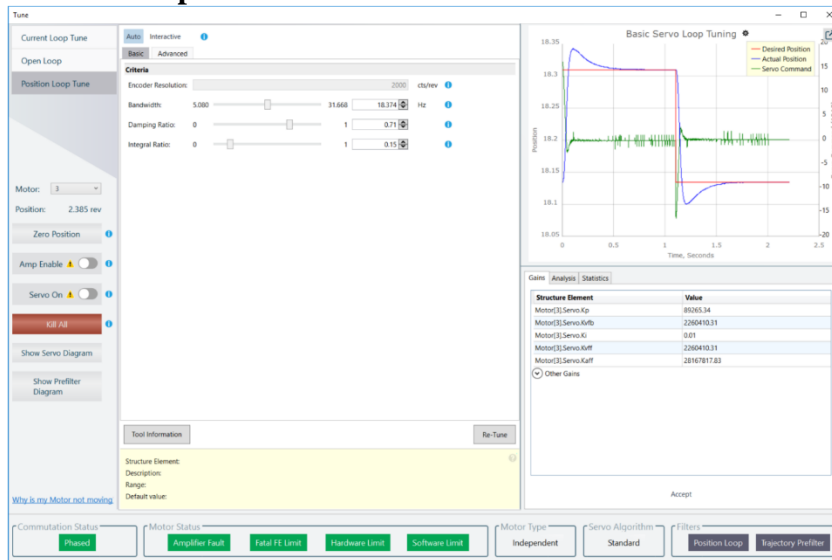 Tune
Current Loop Tune
Open Loop
Position Loop Tune
Motor: 3
Position: 2.385 rev
Zero Position
Amp Enable
Servo On
Kill All
Show Servo Diagram
Show Prefilter
Diagram
Why is my Motor not moving
Auto Interactive
Basic Advanced
Criteria
Encoder Resolution: 2000 cts/rev
Bandwidth: 5.080 31.668 18.374 Hz
Damping Ratio: 0 1 0.71
Integral Ratio: 0 1 0.15
Tool Information
Re-Tune
Structure Element:
Description:
Range:
Default value:
Basic Servo Loop Tuning
Desired Position
Actual Position
Servo Command
Position
18.35
18.3
18.25
18.2
18.15
18.1
18.05
20
15
10
5
0
-5
-10
-15
-20
0 0.5 1 1.5 2 2.5
Time, Seconds
Gains Analysis Statistics
Structure Element Value
Motor[3].Servo.Kp 89265.34
Motor[3].Servo.Kvfb 2260410.31
Motor[3].Servo.Ki 0.01
Motor[3].Servo.Kvff 2260410.31
Motor[3].Servo.Kaff 28167817.83
Other Gains
Accept
Commutation Status
Phased
Motor Status
Amplifier Fault Fatal FE Limit Hardware Limit Software Limit
Motor Type
Independent
Servo Algorithm
Standard
Filters
Position Loop Trajectory Prefilter